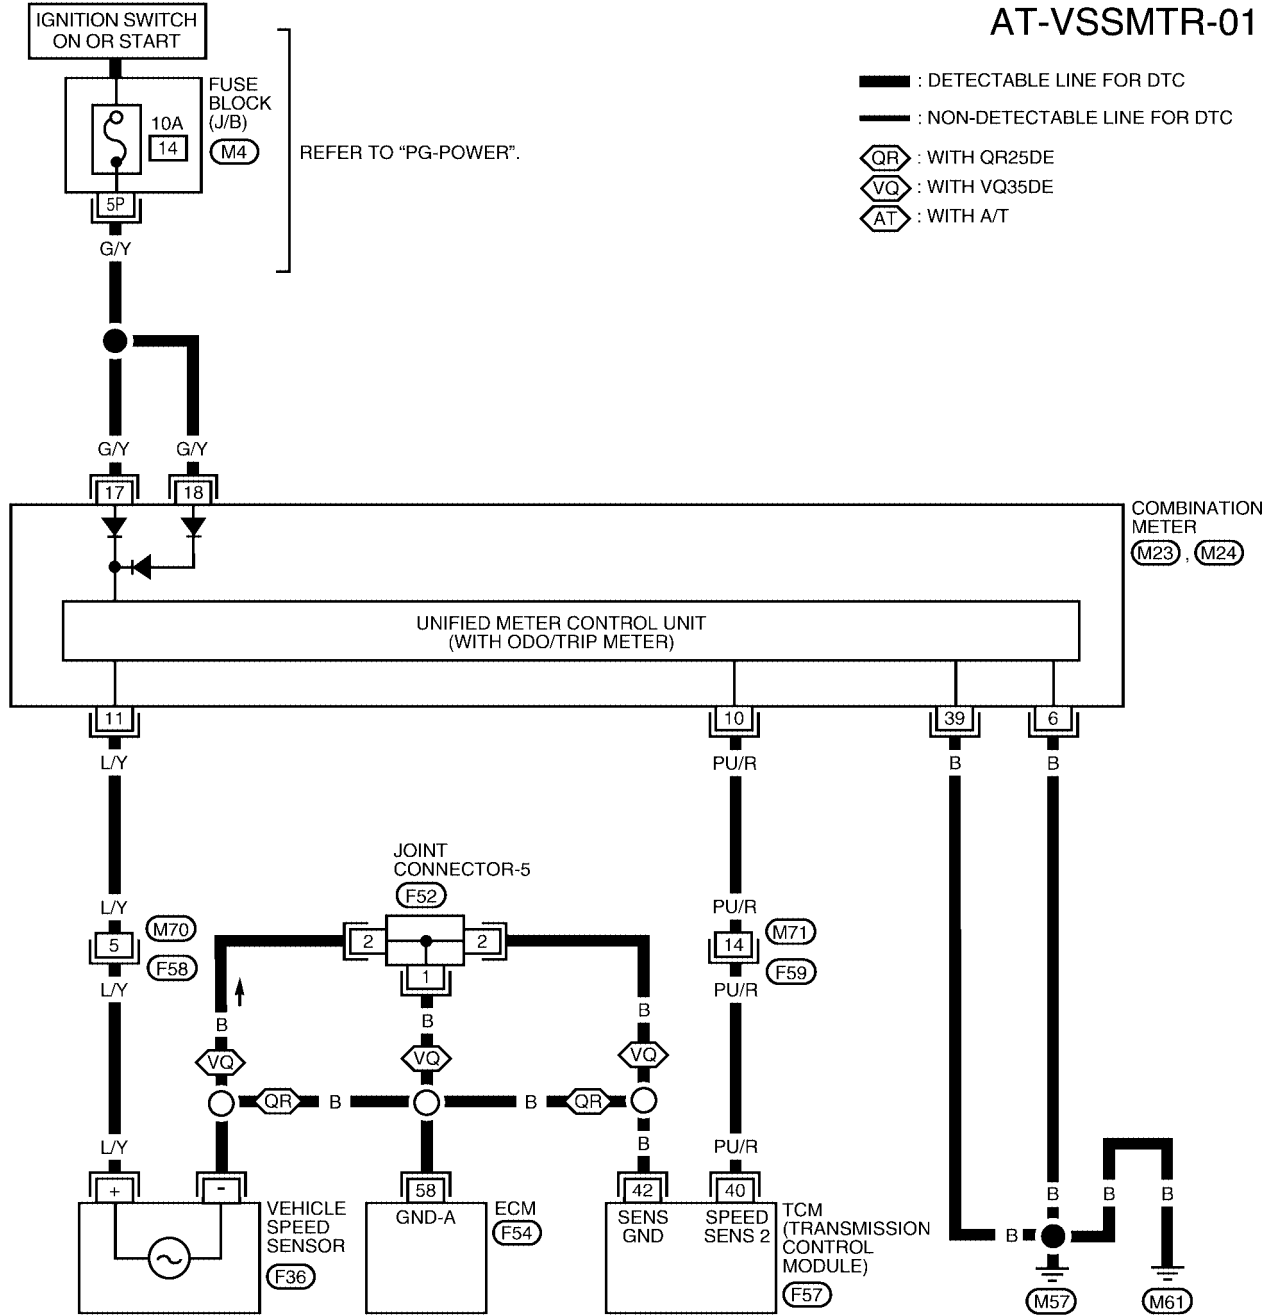 AT-VSSMTR-01
IGNITION SWITCH
ON OR START
FUSE
BLOCK
(J/B)
M4
10A
14
5P
G/Y
REFER TO “PG-POWER”.
: DETECTABLE LINE FOR DTC
: NON-DETECTABLE LINE FOR DTC
QR : WITH QR25DE
VQ : WITH VQ35DE
AT : WITH A/T
G/Y G/Y
17 18
COMBINATION
METER
M23 , M24
UNIFIED METER CONTROL UNIT
(WITH ODO/TRIP METER)
11 10 39 6
L/Y PU/R B B
JOINT
CONNECTOR-5
F52
L/Y PU/R
5 M70 2 2 14 M71
F58 1 F59
L/Y PU/R
B B B
VQ VQ VQ
QR B B QR
L/Y B PU/R
+ - 58 42 40
B B B
B
VEHICLE
SPEED
SENSOR
F36
GND-A
ECM
F54
SENS
GND
SPEED
SENS 2
TCM
(TRANSMISSION
CONTROL
MODULE)
F57
M57 M61